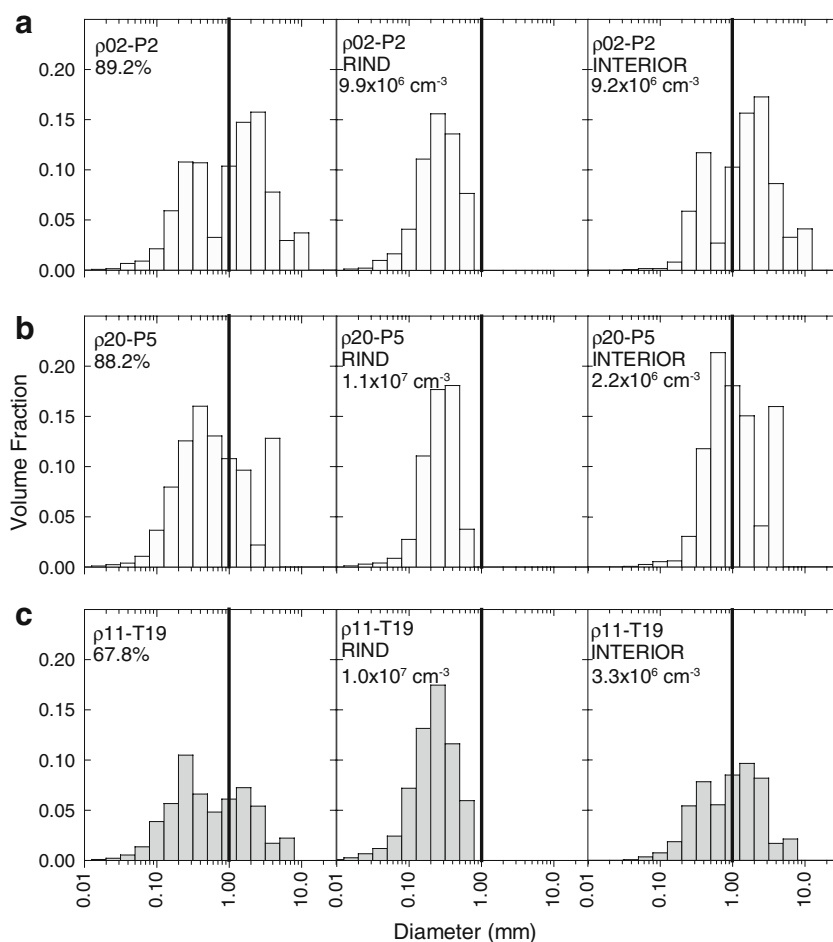 a
ρ02-P2
89.2%
ρ02-P2
RIND
9.9x10⁶ cm⁻³
ρ02-P2
INTERIOR
9.2x10⁶ cm⁻³
0.20
0.15
0.10
0.05
0.00
b
ρ20-P5
88.2%
ρ20-P5
RIND
1.1x10⁷ cm⁻³
ρ20-P5
INTERIOR
2.2x10⁶ cm⁻³
0.20
0.15
0.10
0.05
0.00
Volume Fraction
c
ρ11-T19
67.8%
ρ11-T19
RIND
1.0x10⁷ cm⁻³
ρ11-T19
INTERIOR
3.3x10⁶ cm⁻³
0.20
0.15
0.10
0.05
0.00
0.01 0.10 1.00 10.0 0.01 0.10 1.00 10.0 0.01 0.10 1.00 10.0
Diameter (mm)